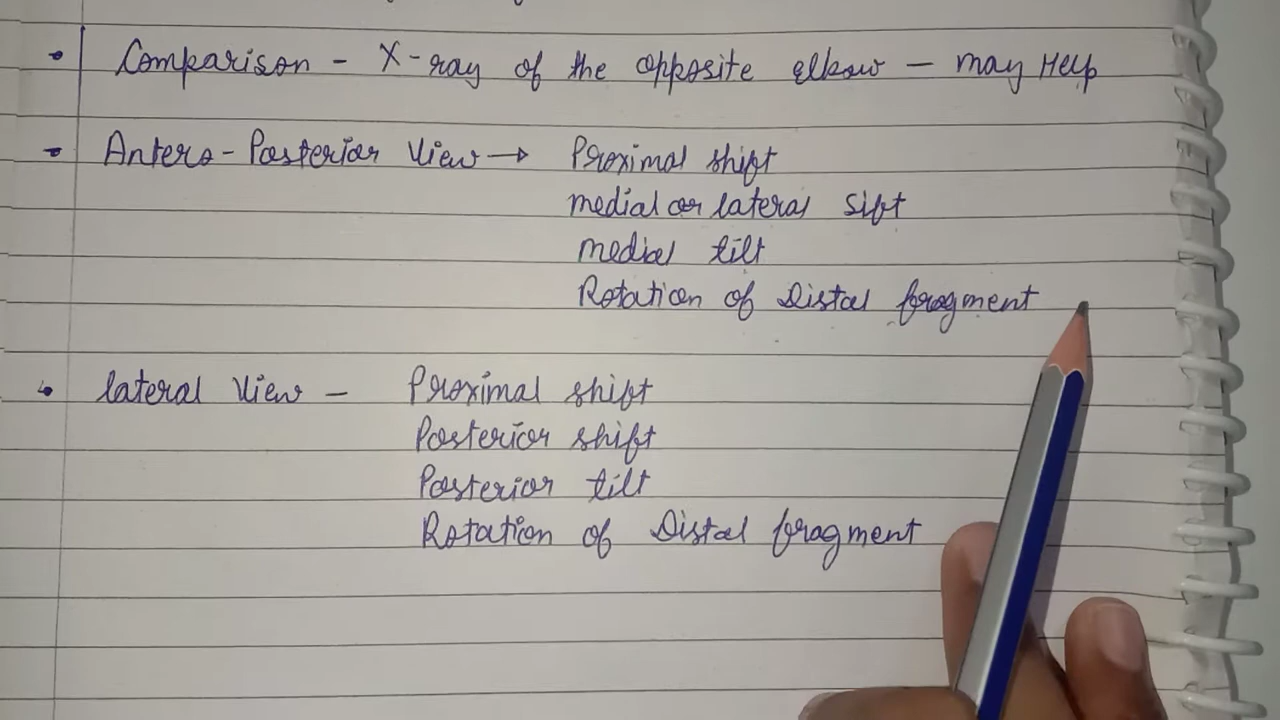 Comparison - X-ray of the opposite elbow - may Help
Antero-Posterior View → Proximal shift
medial or lateral sift
medial tilt
Rotation of Distal fragment
lateral View - Proximal shift
Posterior shift
Posterior tilt
Rotation of Distal fragment